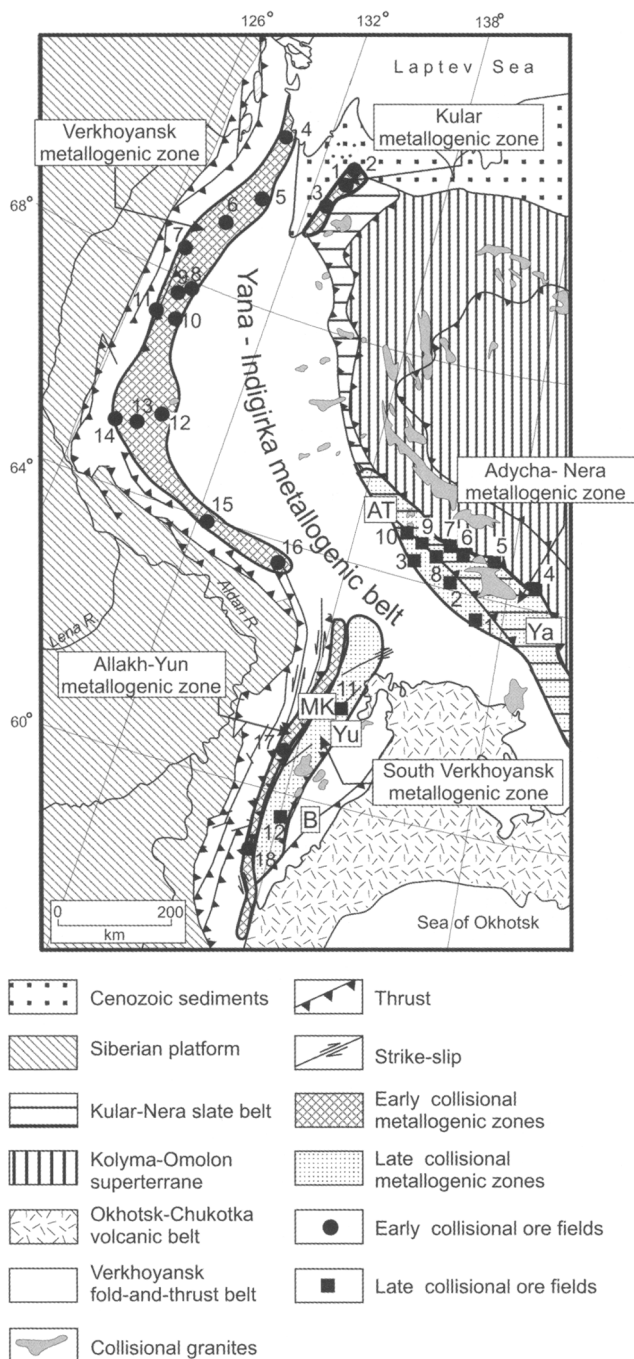 126°
132°
138°
Laptev Sea
Kular
metallogenic zone
Verkhoyansk
metallogenic zone
4
2
1
3
5
6
68°
7
9
8
11
10
Yana - Indigirka metallogenic belt
13
12
14
64°
Adycha- Nera
metallogenic zone
AT
10
9
7
6
5
4
3
8
2
1
15
16
Aldan R.
Lena R
Ya
Allakh-Yun
metallogenic zone
11
MK
Yu
60°
17
South Verkhoyansk
metallogenic zone
B
12
18
0
200
km
Sea of Okhotsk
Cenozoic sediments
Thrust
Siberian platform
Strike-slip
Kular-Nera slate belt
Early collisional
metallogenic zones
Kolyma-Omolon
superterrane
Late collisional
metallogenic zones
Okhotsk-Chukotka
volcanic belt
Early collisional ore fields
Verkhoyansk
fold-and-thrust belt
Late collisional ore fields
Collisional granites